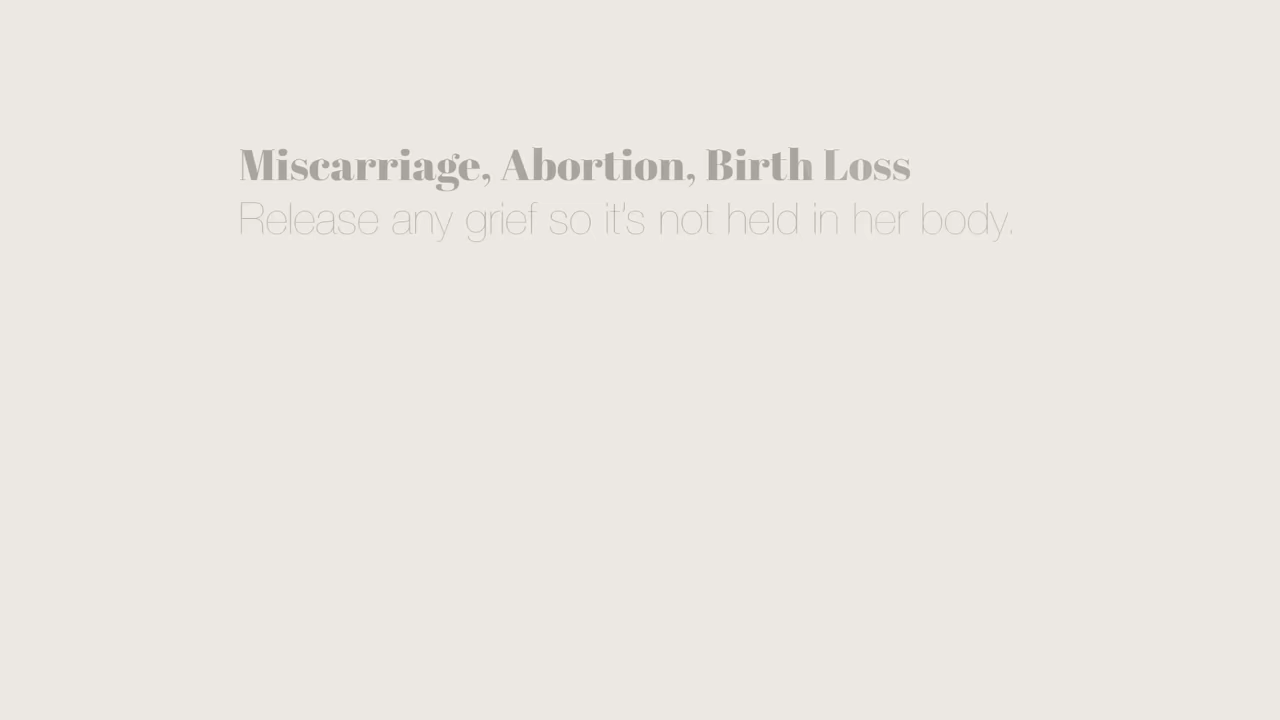 Miscarriage, Abortion, Birth Loss
Release any grief so it's not held in her body.